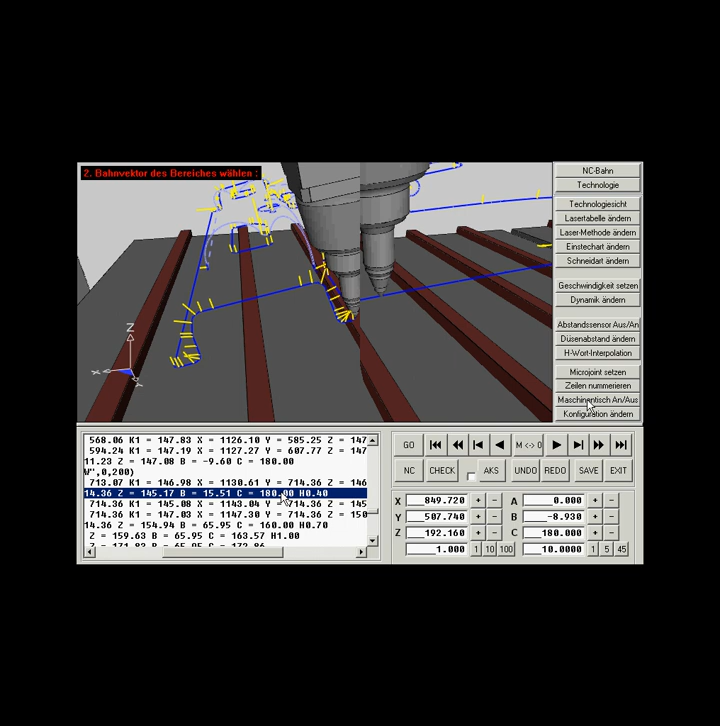 2. Bahnvektor des Bereiches wählen :
Z
X
Y
NC-Bahn
Technologie
Technologiesicht
Lasertabelle ändern
Laser-Methode ändern
Einstechart ändern
Schneidart ändern
Geschwindigkeit setzen
Dynamik ändern
Abstandssensor Aus/An
Düsenabstand ändern
H-Wort-Interpolation
Microjoint setzen
Zeilen nummerieren
Maschinentisch An/Aus
Konfiguration ändern
568.06 K1 = 147.83 X = 1126.10 Y = 585.25 Z = 147
594.24 K1 = 147.19 X = 1127.27 Y = 607.77 Z = 147
11.23 Z = 147.08 B = -9.60 C = 180.00
W",0,200)
713.07 K1 = 146.98 X = 1130.61 Y = 714.36 Z = 146
14.36 Z = 145.17 B = 15.51 C = 180.00 H0.40
714.36 K1 = 145.08 X = 1143.04 Y = 714.36 Z = 145
714.36 K1 = 147.03 X = 1147.30 Y = 714.36 Z = 150
14.36 Z = 154.94 B = 65.95 C = 160.00 H0.70
Z = 159.63 B = 65.95 C = 163.57 H1.00
GO M <-> 0
NC CHECK AKS UNDO REDO SAVE EXIT
X 849.720 + - A 0.000 + -
Y 507.740 + - B -8.930 + -
Z 192.160 + - C 180.000 + -
1.000 1 10 100 10.0000 1 5 45